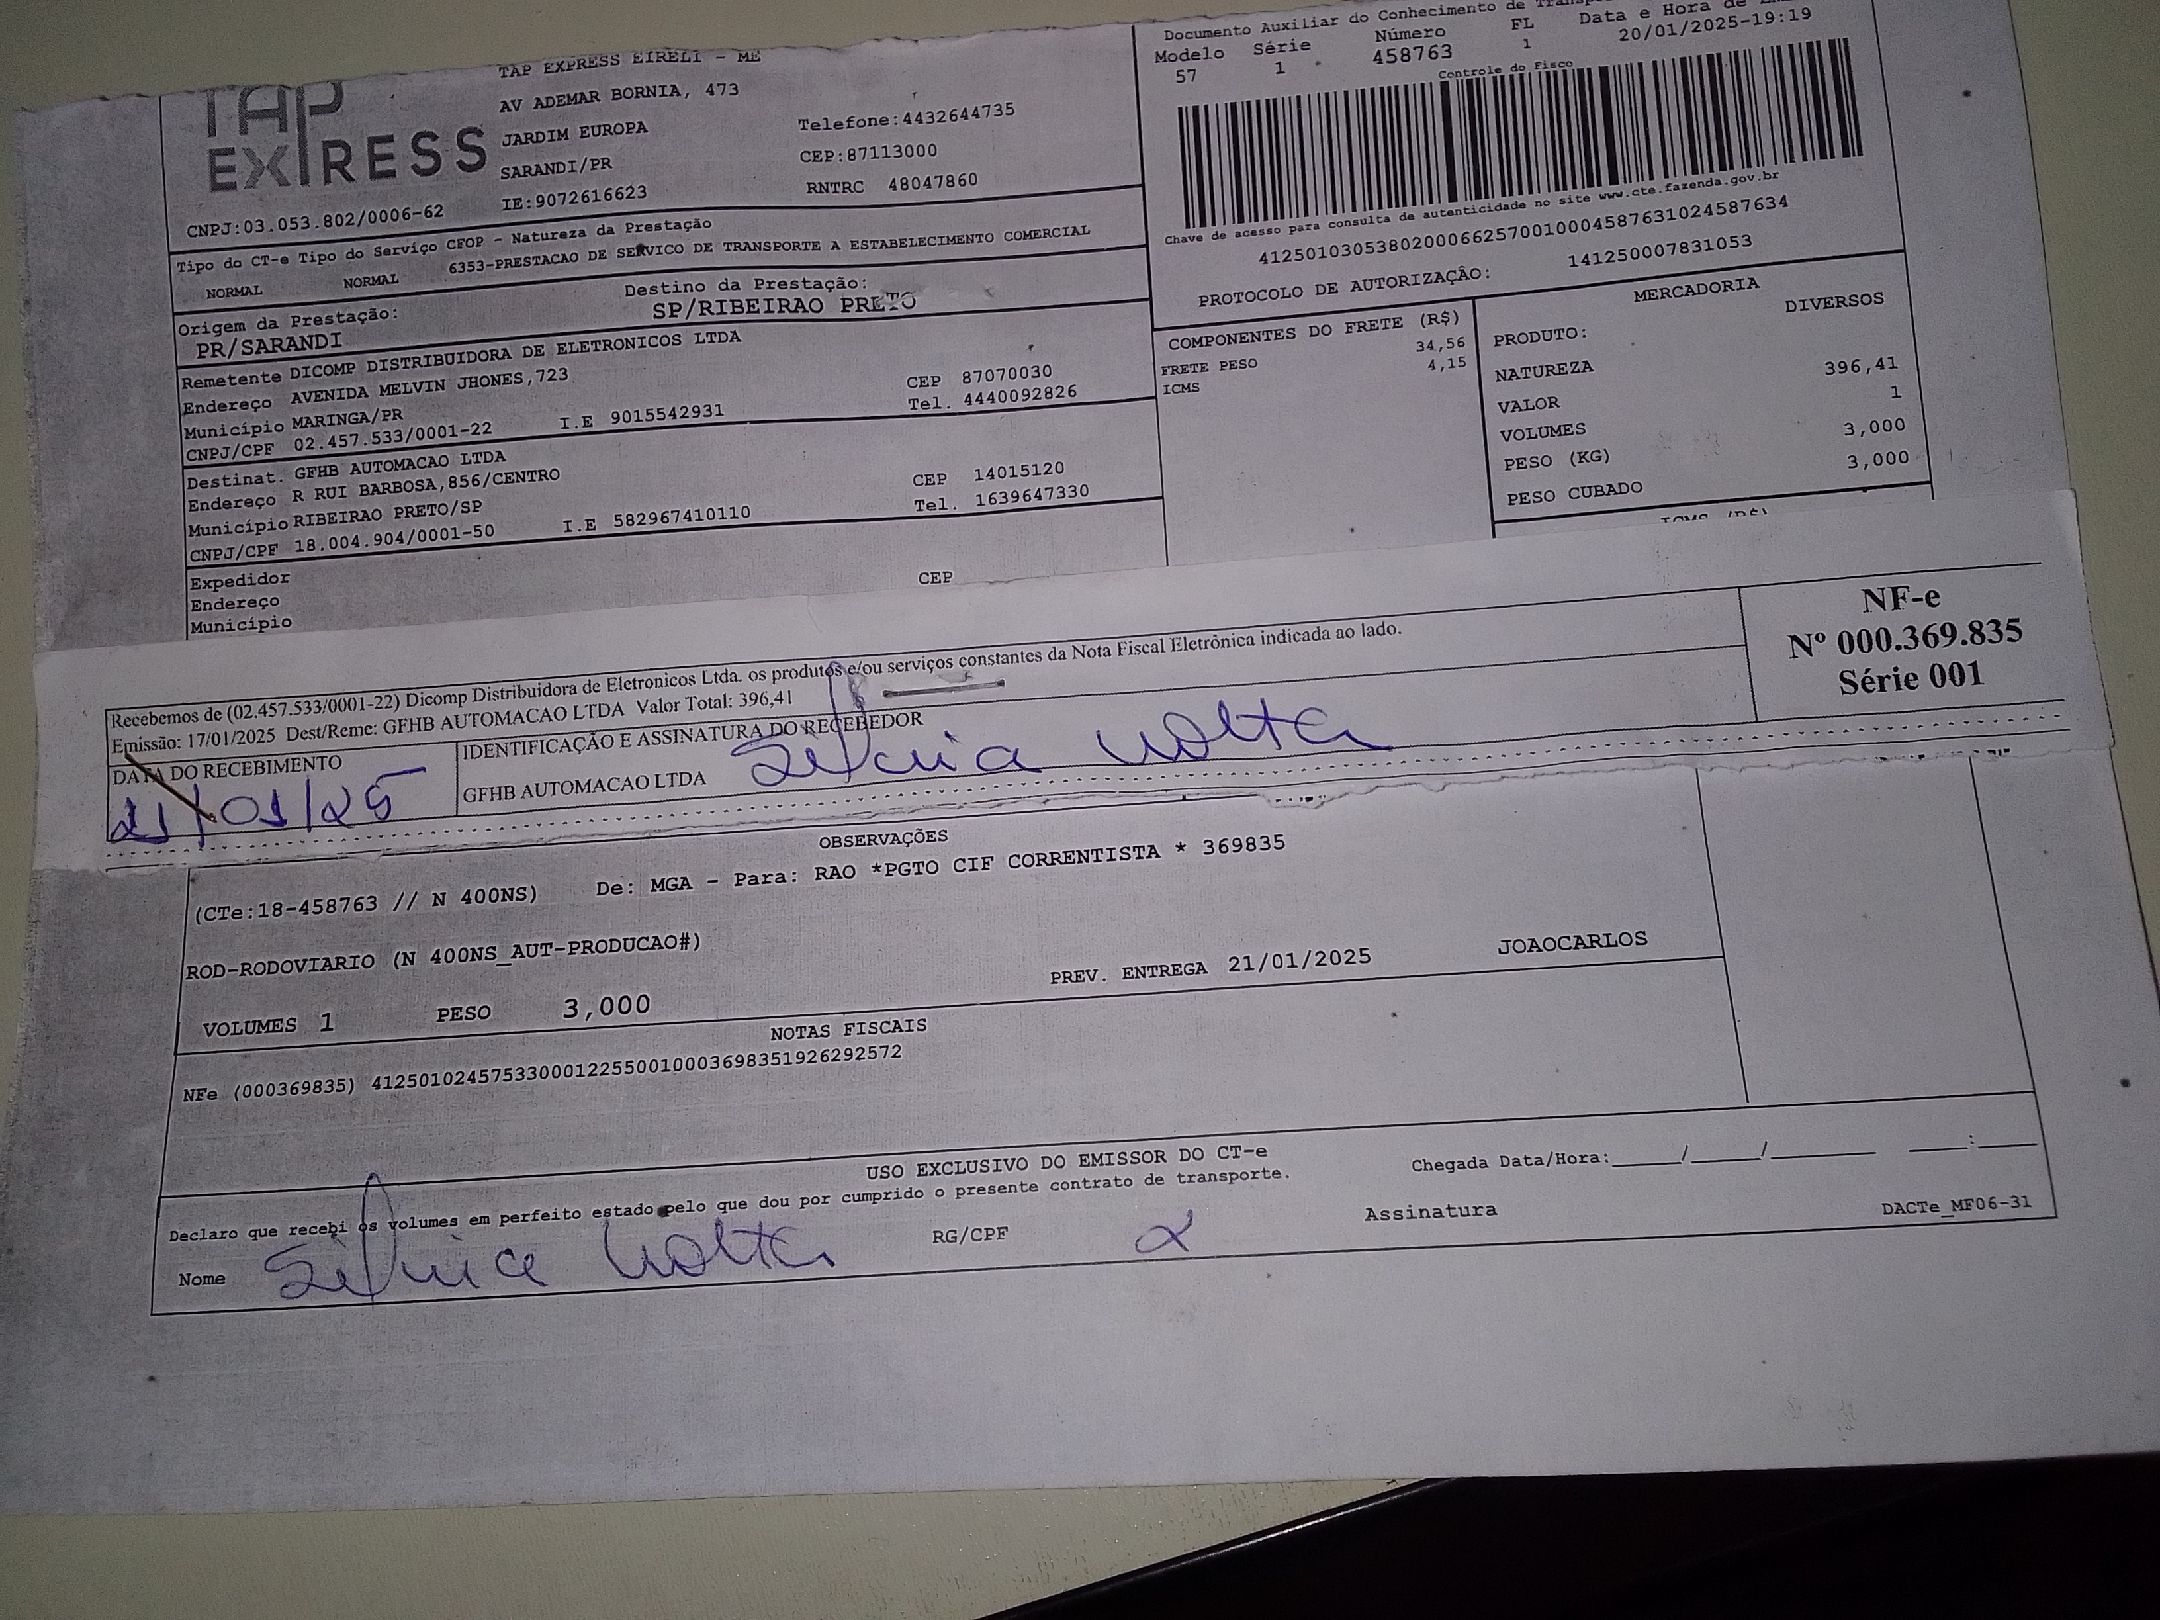 TAP EXPRESS
TAP EXPRESS EIRELI - ME
AV ADEMAR BORNIA, 473
JARDIM EUROPA Telefone:4432644735
SARANDI/PR CEP:87113000
CNPJ:03.053.802/0006-62 IE:9072616623 RNTRC 48047860
Documento Auxiliar do Conhecimento de
Modelo Série Número FL Data e Hora de
57 1 458763 1 20/01/2025-19:19
Controle do Fisco
Chave de acesso para consulta de autenticidade no site www.cte.fazenda.gov.br
41250103053802000662570010004587631024587634
PROTOCOLO DE AUTORIZAÇÂO: 141250007831053
Tipo do CT-e Tipo do Serviço CFOP - Natureza da Prestação
NORMAL NORMAL 6353-PRESTACAO DE SERVICO DE TRANSPORTE A ESTABELECIMENTO COMERCIAL
Origem da Prestação: Destino da Prestação:
PR/SARANDI SP/RIBEIRAO PRETO
Remetente DICOMP DISTRIBUIDORA DE ELETRONICOS LTDA
Endereço AVENIDA MELVIN JHONES,723 CEP 87070030
Município MARINGA/PR Tel. 4440092826
CNPJ/CPF 02.457.533/0001-22 I.E 9015542931
Destinat. GFHB AUTOMACAO LTDA
Endereço R RUI BARBOSA,856/CENTRO CEP 14015120
Município RIBEIRAO PRETO/SP Tel. 1639647330
CNPJ/CPF 18.004.904/0001-50 I.E 582967410110
Expedidor CEP
Endereço
Município
COMPONENTES DO FRETE (R$)
FRETE PESO 34,56
ICMS 4,15
MERCADORIA
PRODUTO: DIVERSOS
NATUREZA
VALOR 396,41
VOLUMES 1
PESO (KG) 3,000
PESO CUBADO 3,000
Recebemos de (02.457.533/0001-22) Dicomp Distribuidora de Eletronicos Ltda. os produtos e/ou serviços constantes da Nota Fiscal Eletrônica indicada ao lado.
Emissão: 17/01/2025 Dest/Reme: GFHB AUTOMACAO LTDA Valor Total: 396,41
DATA DO RECEBIMENTO IDENTIFICAÇÃO E ASSINATURA DO RECEBEDOR
21/01/25 GFHB AUTOMACAO LTDA
NF-e
Nº 000.369.835
Série 001
OBSERVAÇÕES
(CTe:18-458763 // N 400NS) De: MGA - Para: RAO *PGTO CIF CORRENTISTA * 369835
ROD-RODOVIARIO (N 400NS_AUT-PRODUCAO#)
PREV. ENTREGA 21/01/2025 JOAOCARLOS
VOLUMES 1 PESO 3,000
NOTAS FISCAIS
NFe (000369835) 41250102457533000122550010003698351926292572
USO EXCLUSIVO DO EMISSOR DO CT-e
Declaro que recebi os volumes em perfeito estado pelo que dou por cumprido o presente contrato de transporte.
Chegada Data/Hora:_____/_____/________ ____:____
Nome RG/CPF Assinatura
DACTe_MF06-31